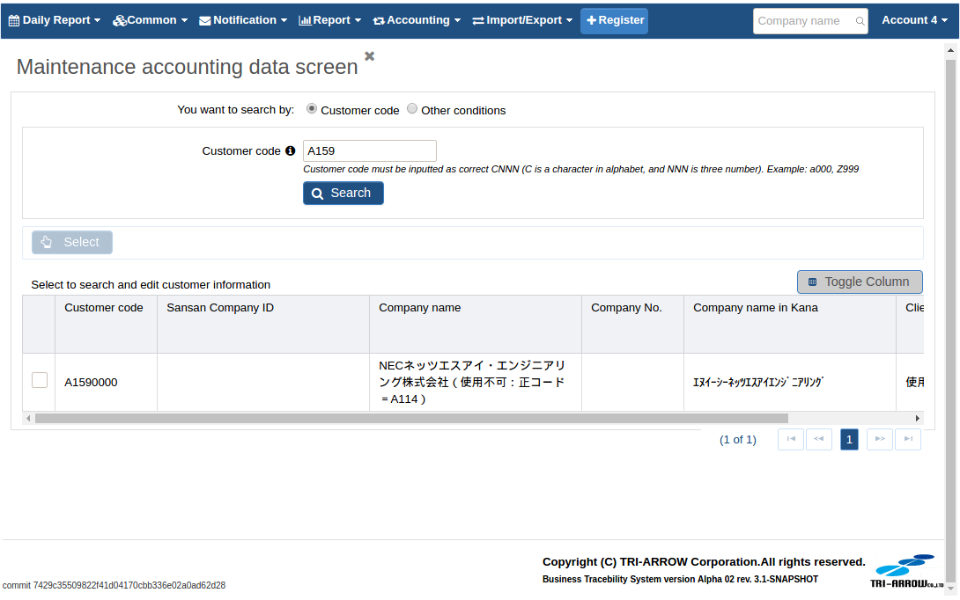 Daily Report Common Notification Report Accounting Import/Export Register Company name Account 4
Maintenance accounting data screen
You want to search by: Customer code Other conditions
Customer code A159
Customer code must be inputted as correct CNNN (C is a character in alphabet, and NNN is three number). Example: a000, Z999
Search
Select
Select to search and edit customer information Toggle Column
Customer code Sansan Company ID Company name Company No. Company name in Kana Clie
A1590000
NECネッツエスアイ・エンジニアリ
ング株式会社（使用不可：正コード
＝A114）
ｴﾇｲｰｼｰﾈｯﾂｴｽｱｲｴﾝｼﾞﾆｱﾘﾝｸﾞ
使用
(1 of 1) 1
Copyright (C) TRI-ARROW Corporation.All rights reserved.
Business Tracebility System version Alpha 02 rev. 3.1-SNAPSHOT
TRI-ARROW Co.,LTD
commit 7429c35509822f41d04170cbb336e02a0ad62d28